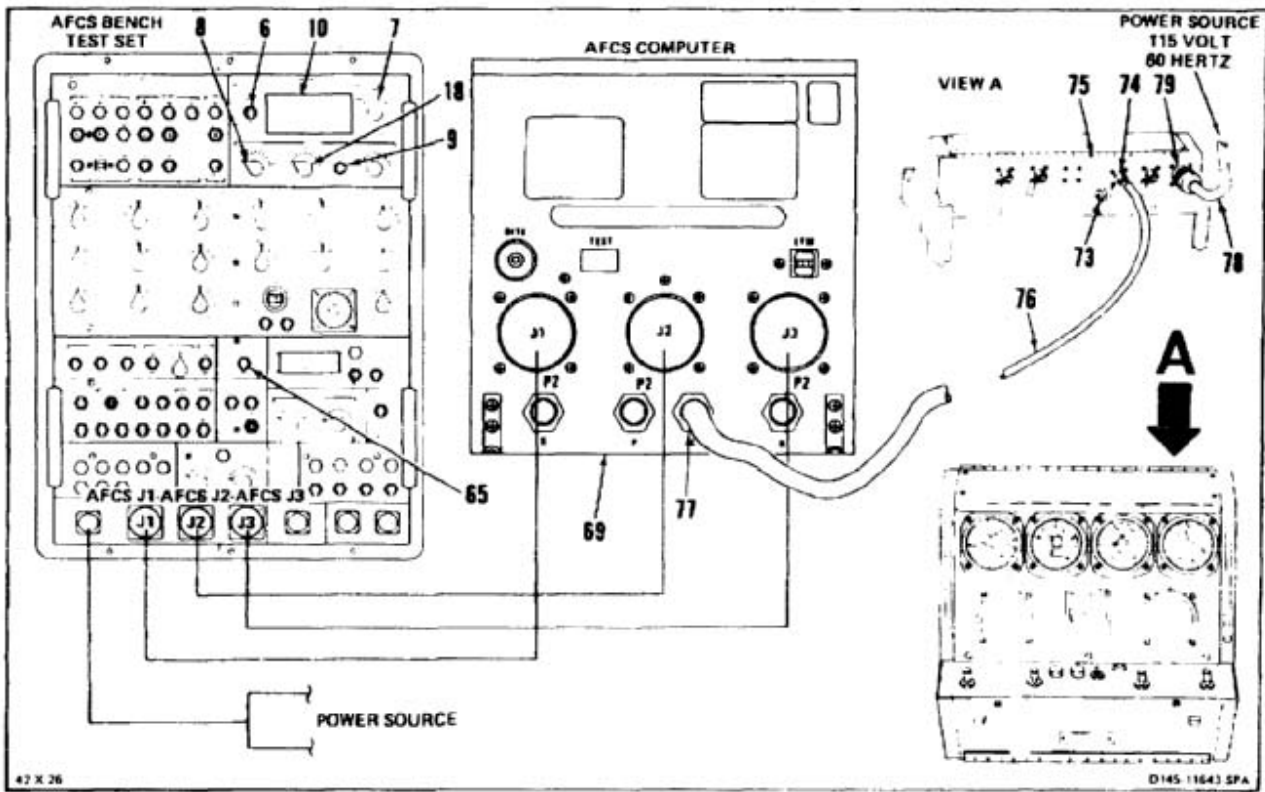 AFCS BENCH
TEST SET
8
6
10
7
18
9
AFCS COMPUTER
POWER SOURCE
115 VOLT
60 HERTZ
VIEW A
75
74
79
73
78
76
A
TEST
J1
J2
J3
P2
P2
P2
65
69
77
AFCS J1
AFCS J2
AFCS J3
J1
J2
J3
POWER SOURCE
42 X 26
D145-11643 SPA